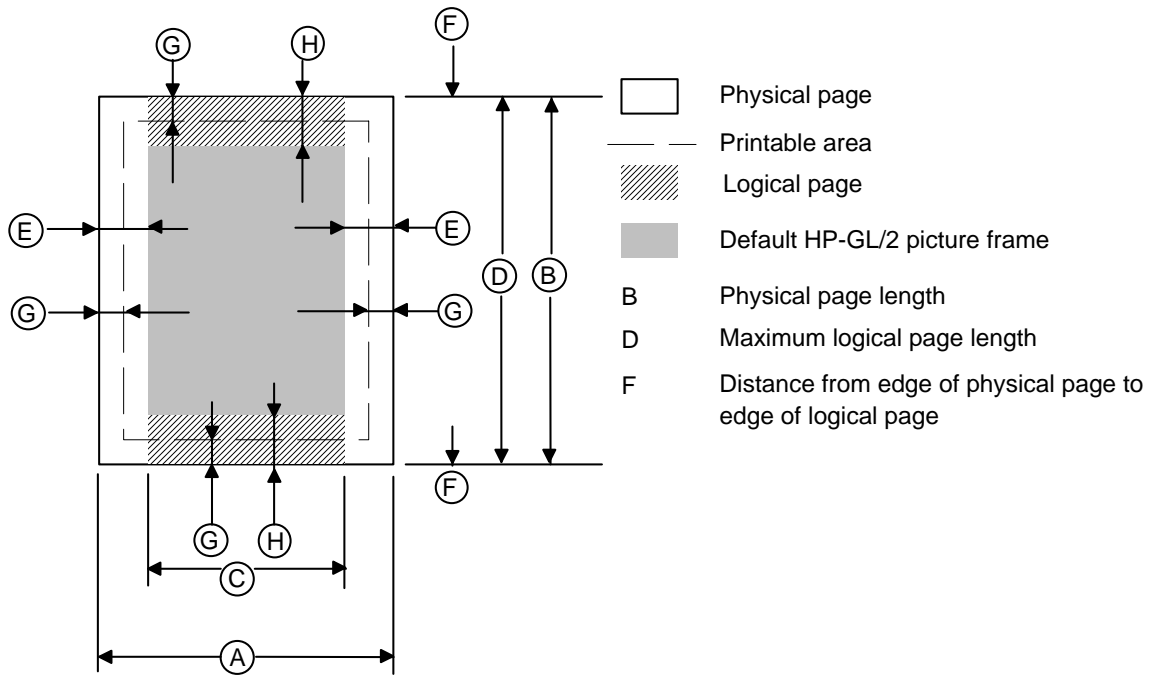 G
H
F
Physical page
Printable area
Logical page
E
E
Default HP-GL/2 picture frame
D
B
G
G
B Physical page length
D Maximum logical page length
F Distance from edge of physical page to
edge of logical page
F
G
H
C
A